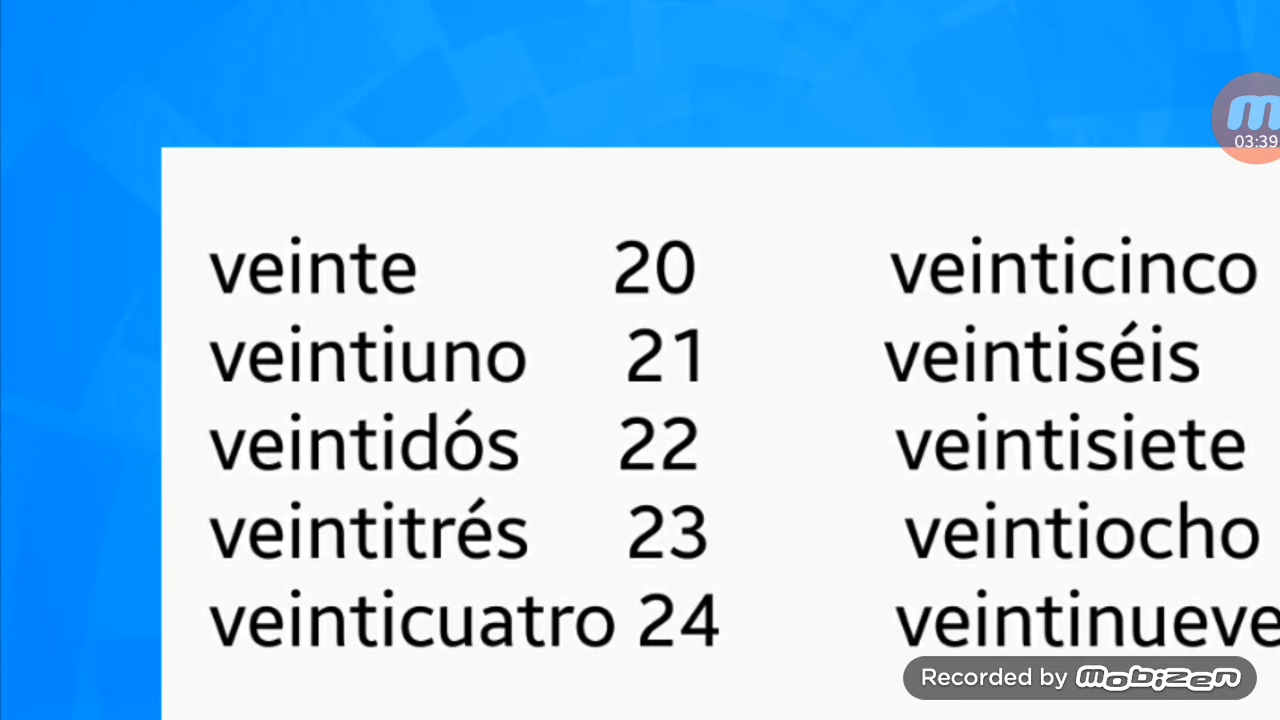 03:39
veinte 20 veinticinco
veintiuno 21 veintiséis
veintidós 22 veintisiete
veintitrés 23 veintiocho
veinticuatro 24 veintinueve
Recorded by mobizen